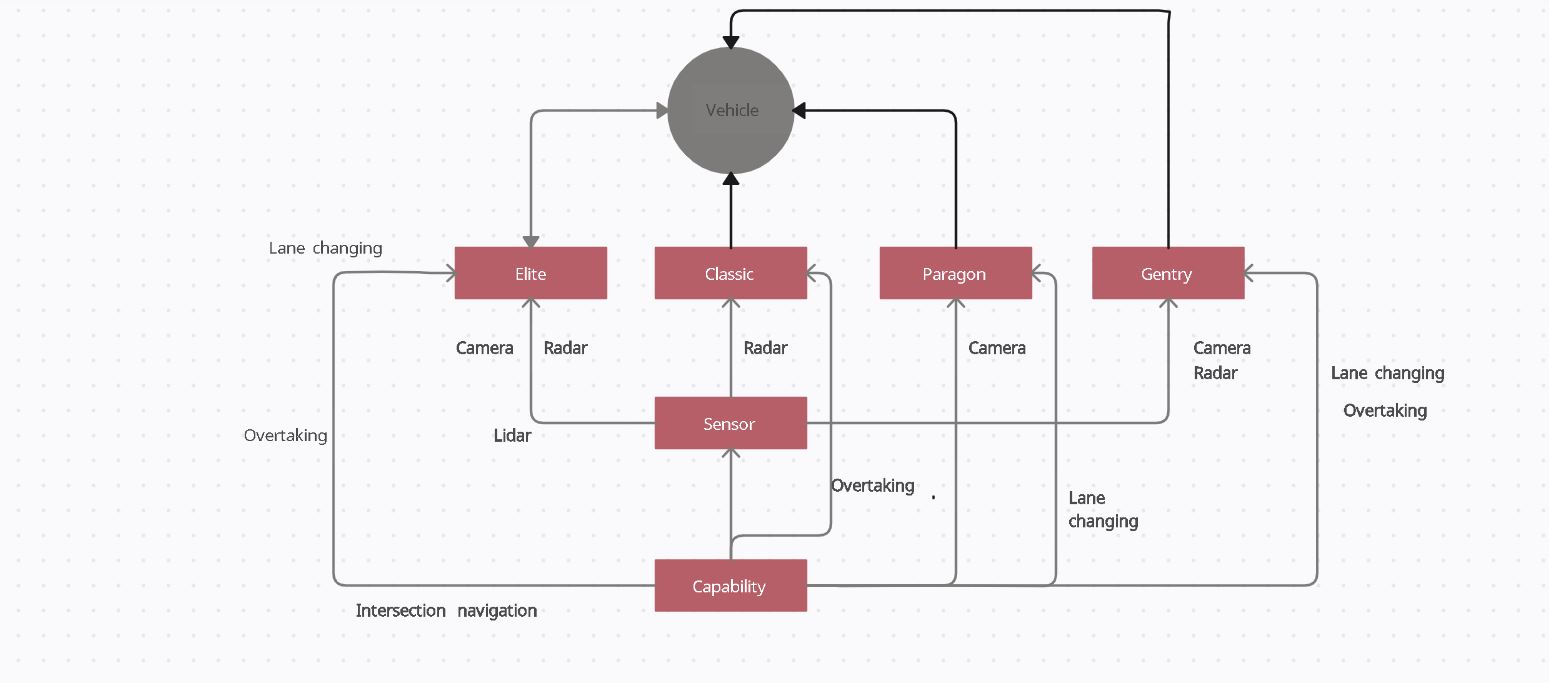 Vehicle
Lane changing
Elite
Classic
Paragon
Gentry
Camera
Radar
Radar
Camera
Camera
Radar
Lane changing
Overtaking
Sensor
Overtaking
Lidar
Overtaking
Lane
changing
Capability
Intersection navigation